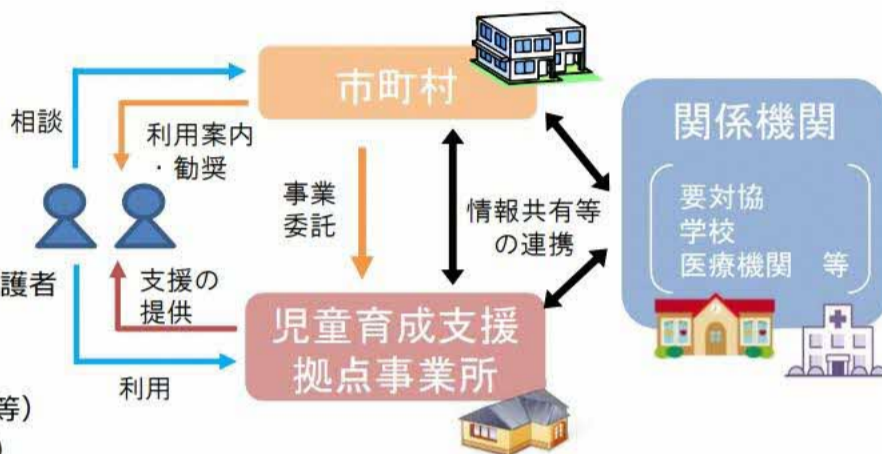 市町村
相談
利用案内
・勧奨
事業
委託
情報共有等
の連携
関係機関
要対協
学校
医療機関 等
護者
支援の
提供
児童育成支援
拠点事業所
利用
等）